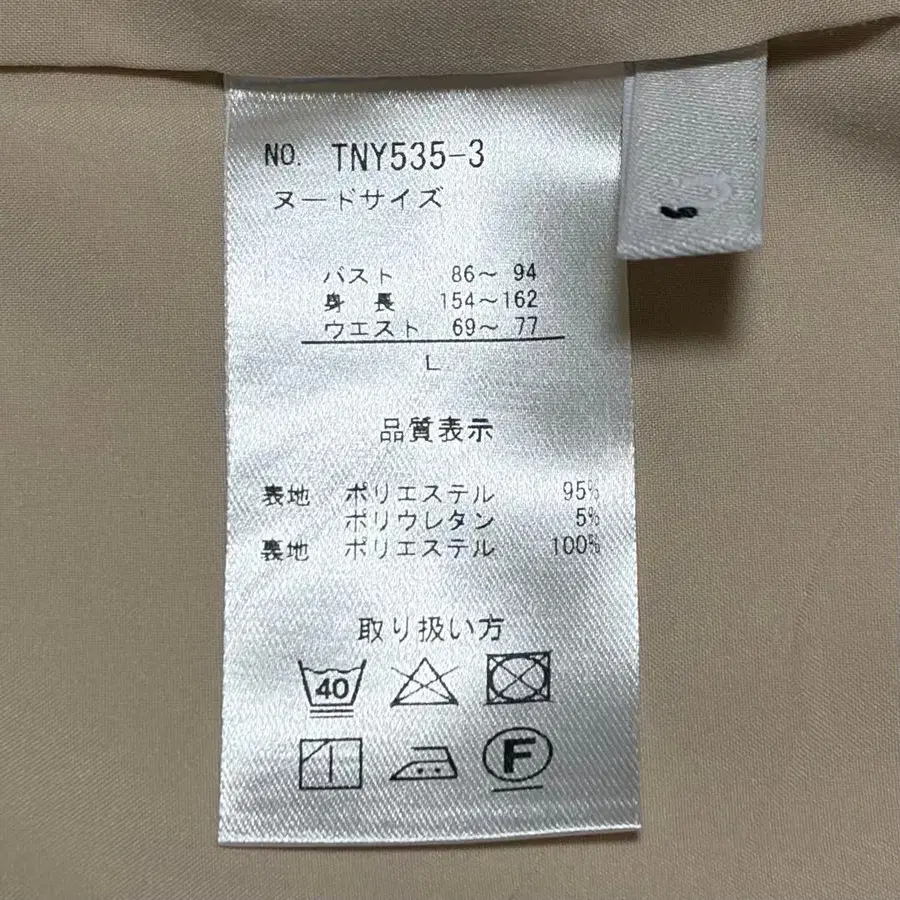 NO. TNY535-3
ヌードサイズ
バスト 86～ 94
身長 154～162
ウエスト 69～ 77
L
品質表示
表地 ポリエステル 95%
ポリウレタン 5%
裏地 ポリエステル 100%
取り扱い方
40
F